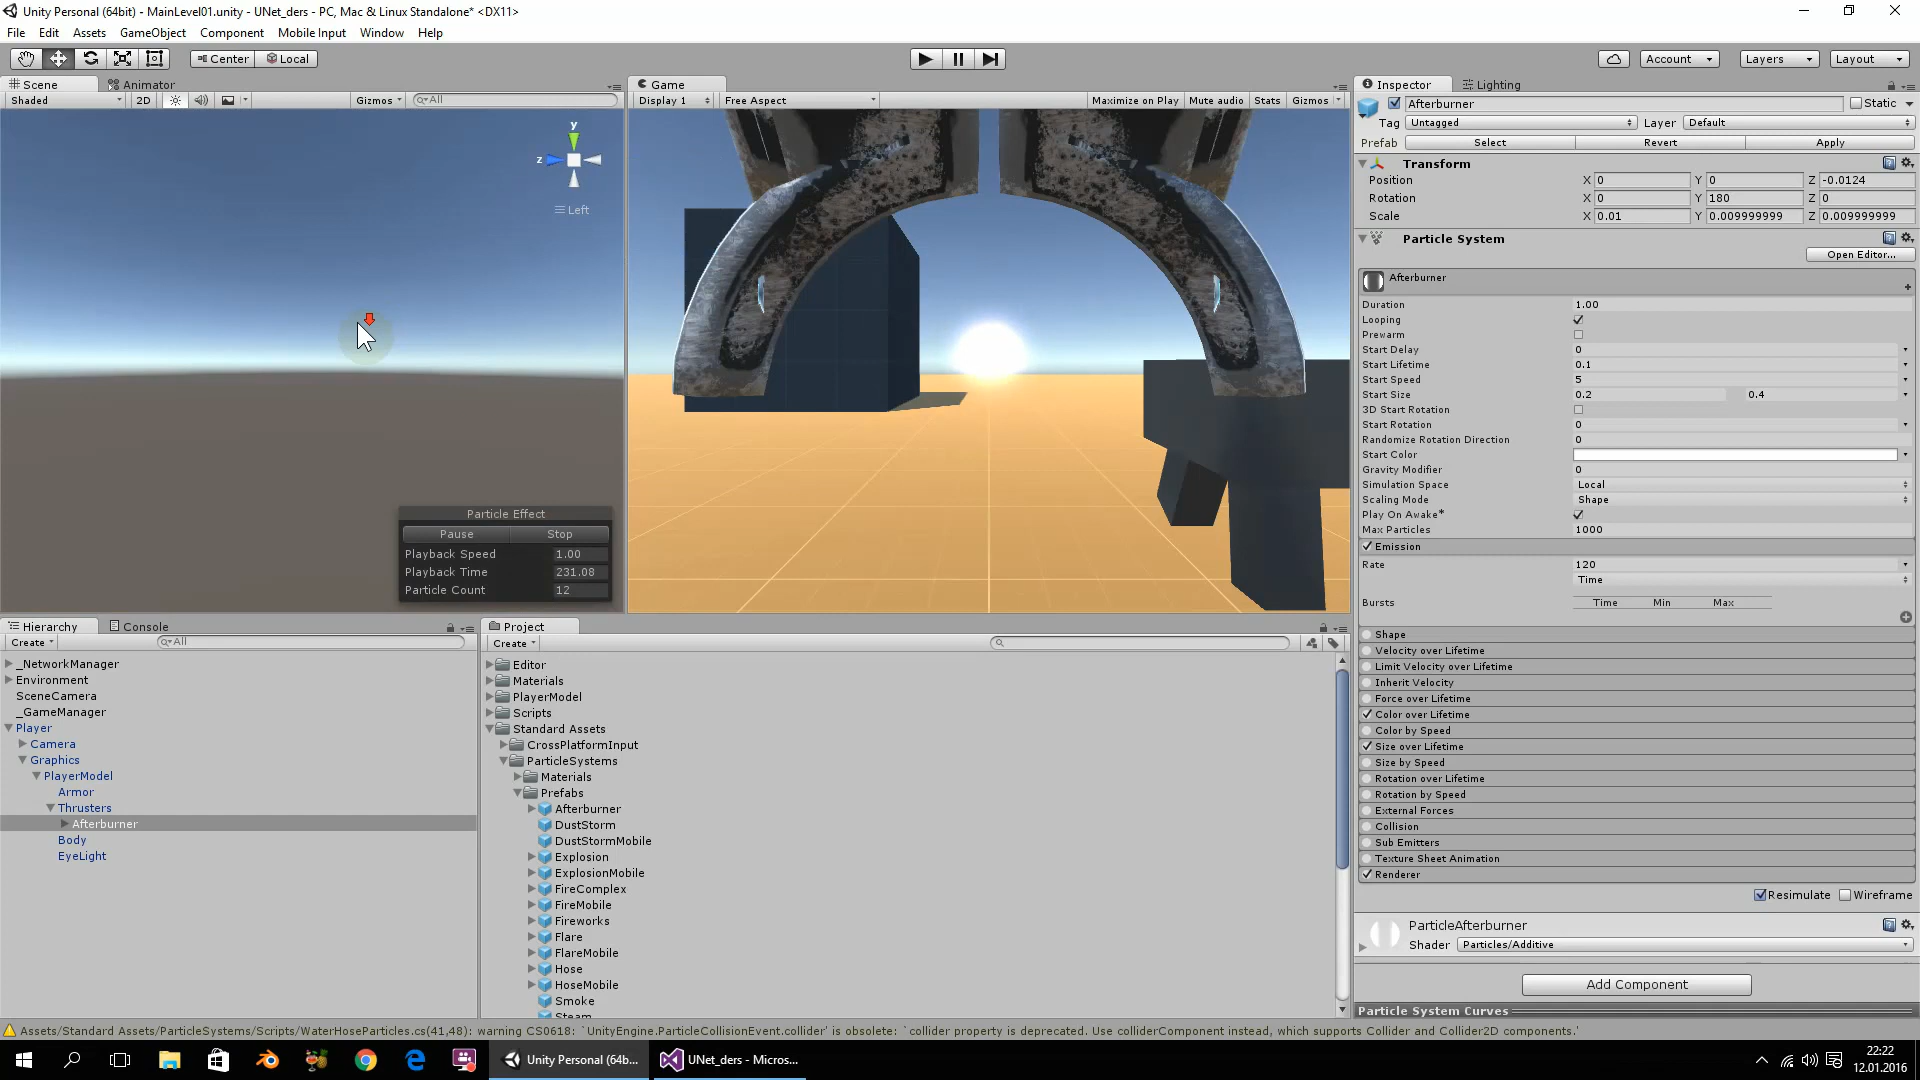 Unity Personal (64bit) - MainLevel01.unity - UNet_ders - PC, Mac & Linux Standalone* <DX11>
File Edit Assets GameObject Component Mobile Input Window Help
Center Local Account Layers Layout
Scene Animator
Shaded 2D Gizmos All
y
z
Left
Particle Effect
Pause Stop
Playback Speed 1.00
Playback Time 231.08
Particle Count 12
Game
Display 1 Free Aspect Maximize on Play Mute audio Stats Gizmos
Inspector Lighting
Afterburner Static
Tag Untagged Layer Default
Prefab Select Revert Apply
Transform
Position X 0 Y 0 Z -0.0124
Rotation X 0 Y 180 Z 0
Scale X 0.01 Y 0.009999999 Z 0.009999999
Particle System
Open Editor...
Afterburner
Duration 1.00
Looping
Prewarm
Start Delay 0
Start Lifetime 0.1
Start Speed 5
Start Size 0.2 0.4
3D Start Rotation
Start Rotation 0
Randomize Rotation Direction 0
Start Color
Gravity Modifier 0
Simulation Space Local
Scaling Mode Shape
Play On Awake*
Max Particles 1000
Emission
Rate 120
Time
Bursts Time Min Max
Shape
Velocity over Lifetime
Limit Velocity over Lifetime
Inherit Velocity
Force over Lifetime
Color over Lifetime
Color by Speed
Size over Lifetime
Size by Speed
Rotation over Lifetime
Rotation by Speed
External Forces
Collision
Sub Emitters
Texture Sheet Animation
Renderer
Resimulate Wireframe
ParticleAfterburner
Shader Particles/Additive
Add Component
Particle System Curves
Hierarchy Console
Create All
_NetworkManager
Environment
SceneCamera
_GameManager
Player
Camera
Graphics
PlayerModel
Armor
Thrusters
Afterburner
Body
EyeLight
Project
Create
Editor
Materials
PlayerModel
Scripts
Standard Assets
CrossPlatformInput
ParticleSystems
Materials
Prefabs
Afterburner
DustStorm
DustStormMobile
Explosion
ExplosionMobile
FireComplex
FireMobile
Fireworks
Flare
FlareMobile
Hose
HoseMobile
Smoke
Steam
Assets/Standard Assets/ParticleSystems/Scripts/WaterHoseParticles.cs(41,48): warning CS0618: `UnityEngine.ParticleCollisionEvent.collider' is obsolete: `collider property is deprecated. Use colliderComponent instead, which supports Collider and Collider2D components.'
Unity Personal (64b... UNet_ders - Micros...
22:22
12.01.2016